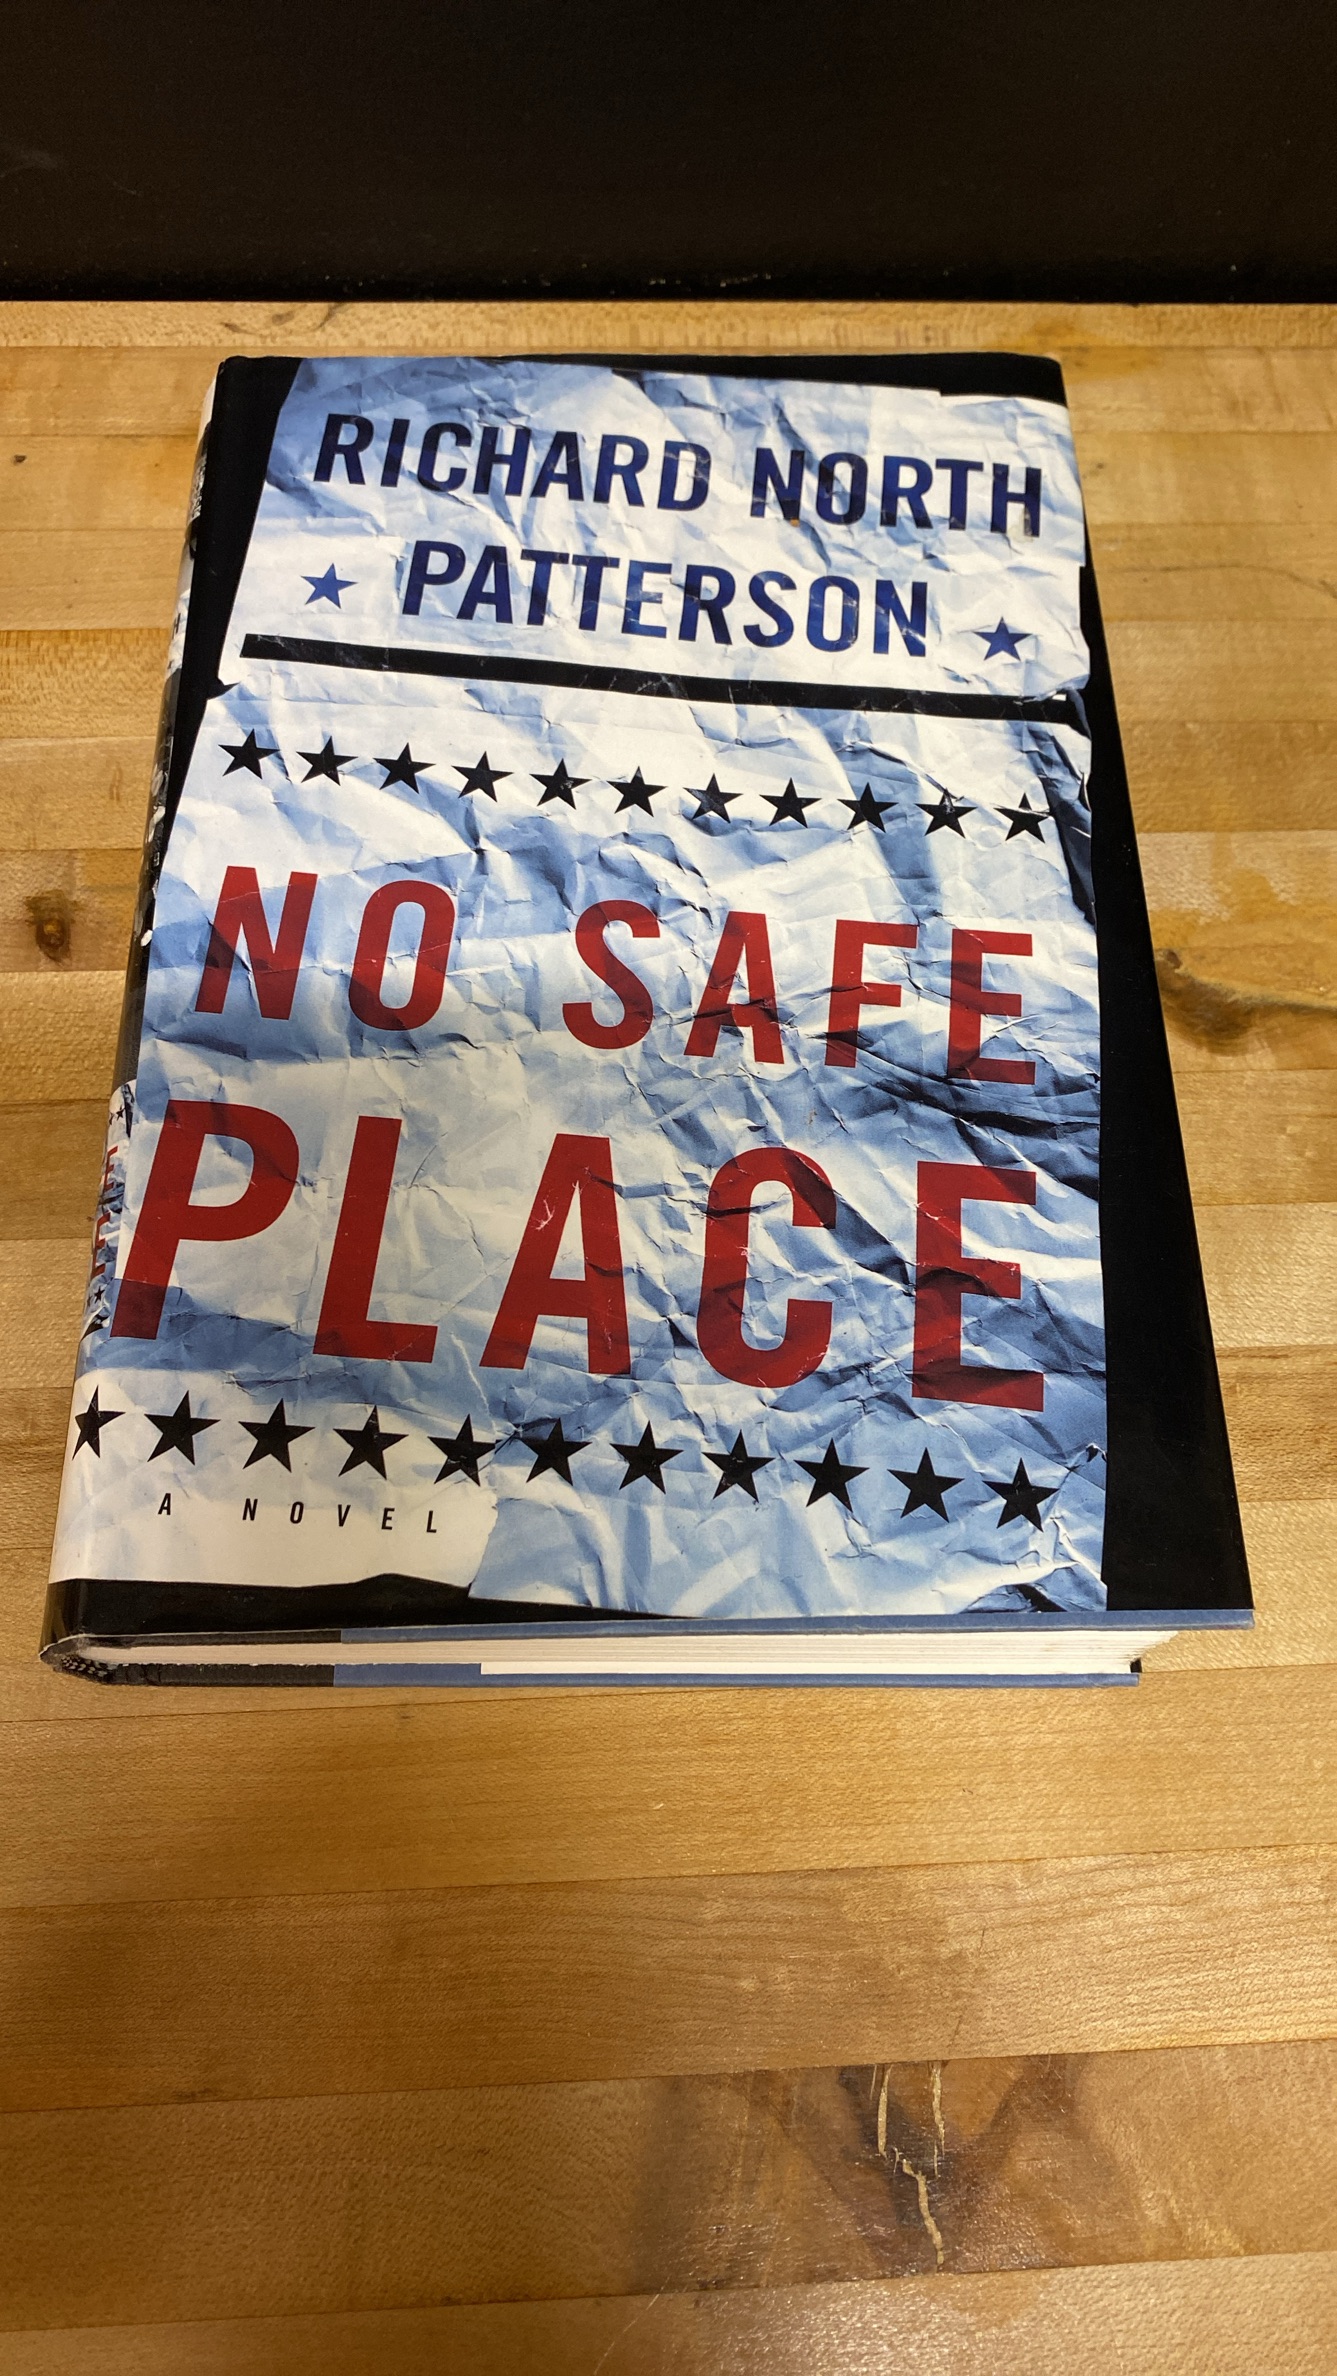 RICHARD NORTH
PATTERSON
NO SAFE
PLACE
A NOVEL